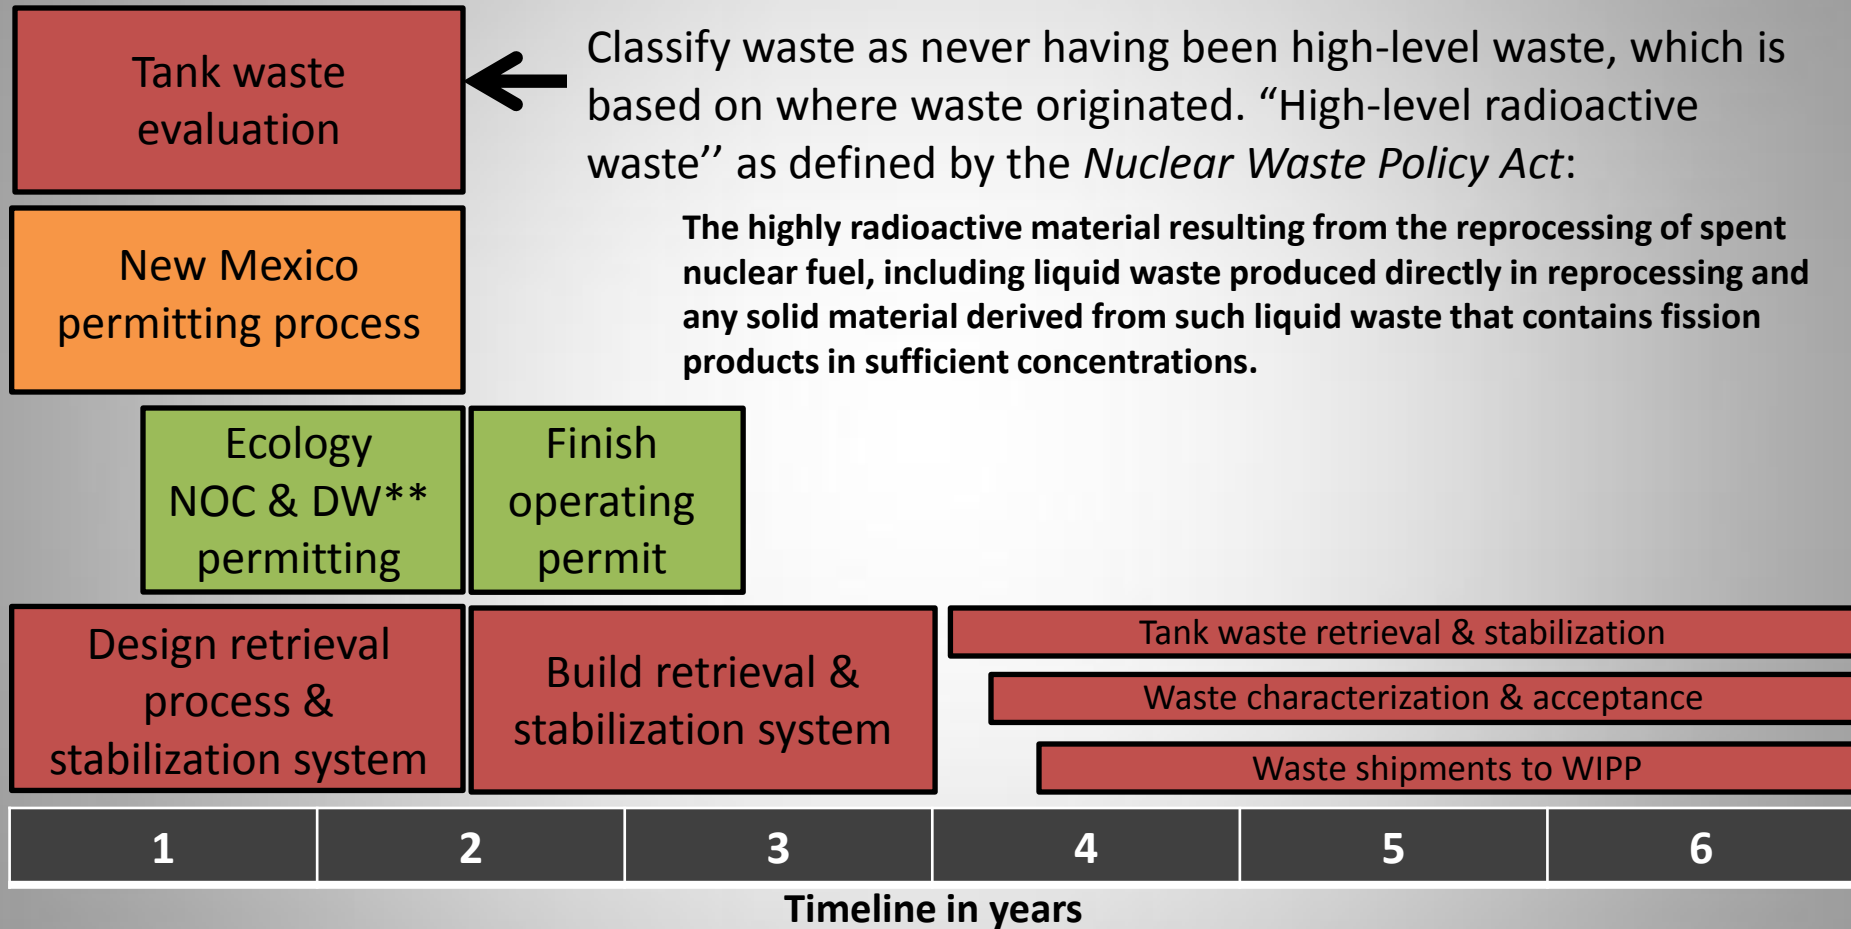 Tank waste
evaluation
Classify waste as never having been high-level waste, which is
based on where waste originated. “High-level radioactive
waste’’ as defined by the Nuclear Waste Policy Act:
The highly radioactive material resulting from the reprocessing of spent
nuclear fuel, including liquid waste produced directly in reprocessing and
any solid material derived from such liquid waste that contains fission
products in sufficient concentrations.
New Mexico
permitting process
Ecology
NOC & DW**
permitting
Finish
operating
permit
Design retrieval
process &
stabilization system
Build retrieval &
stabilization system
Tank waste retrieval & stabilization
Waste characterization & acceptance
Waste shipments to WIPP
1 2 3 4 5 6
Timeline in years